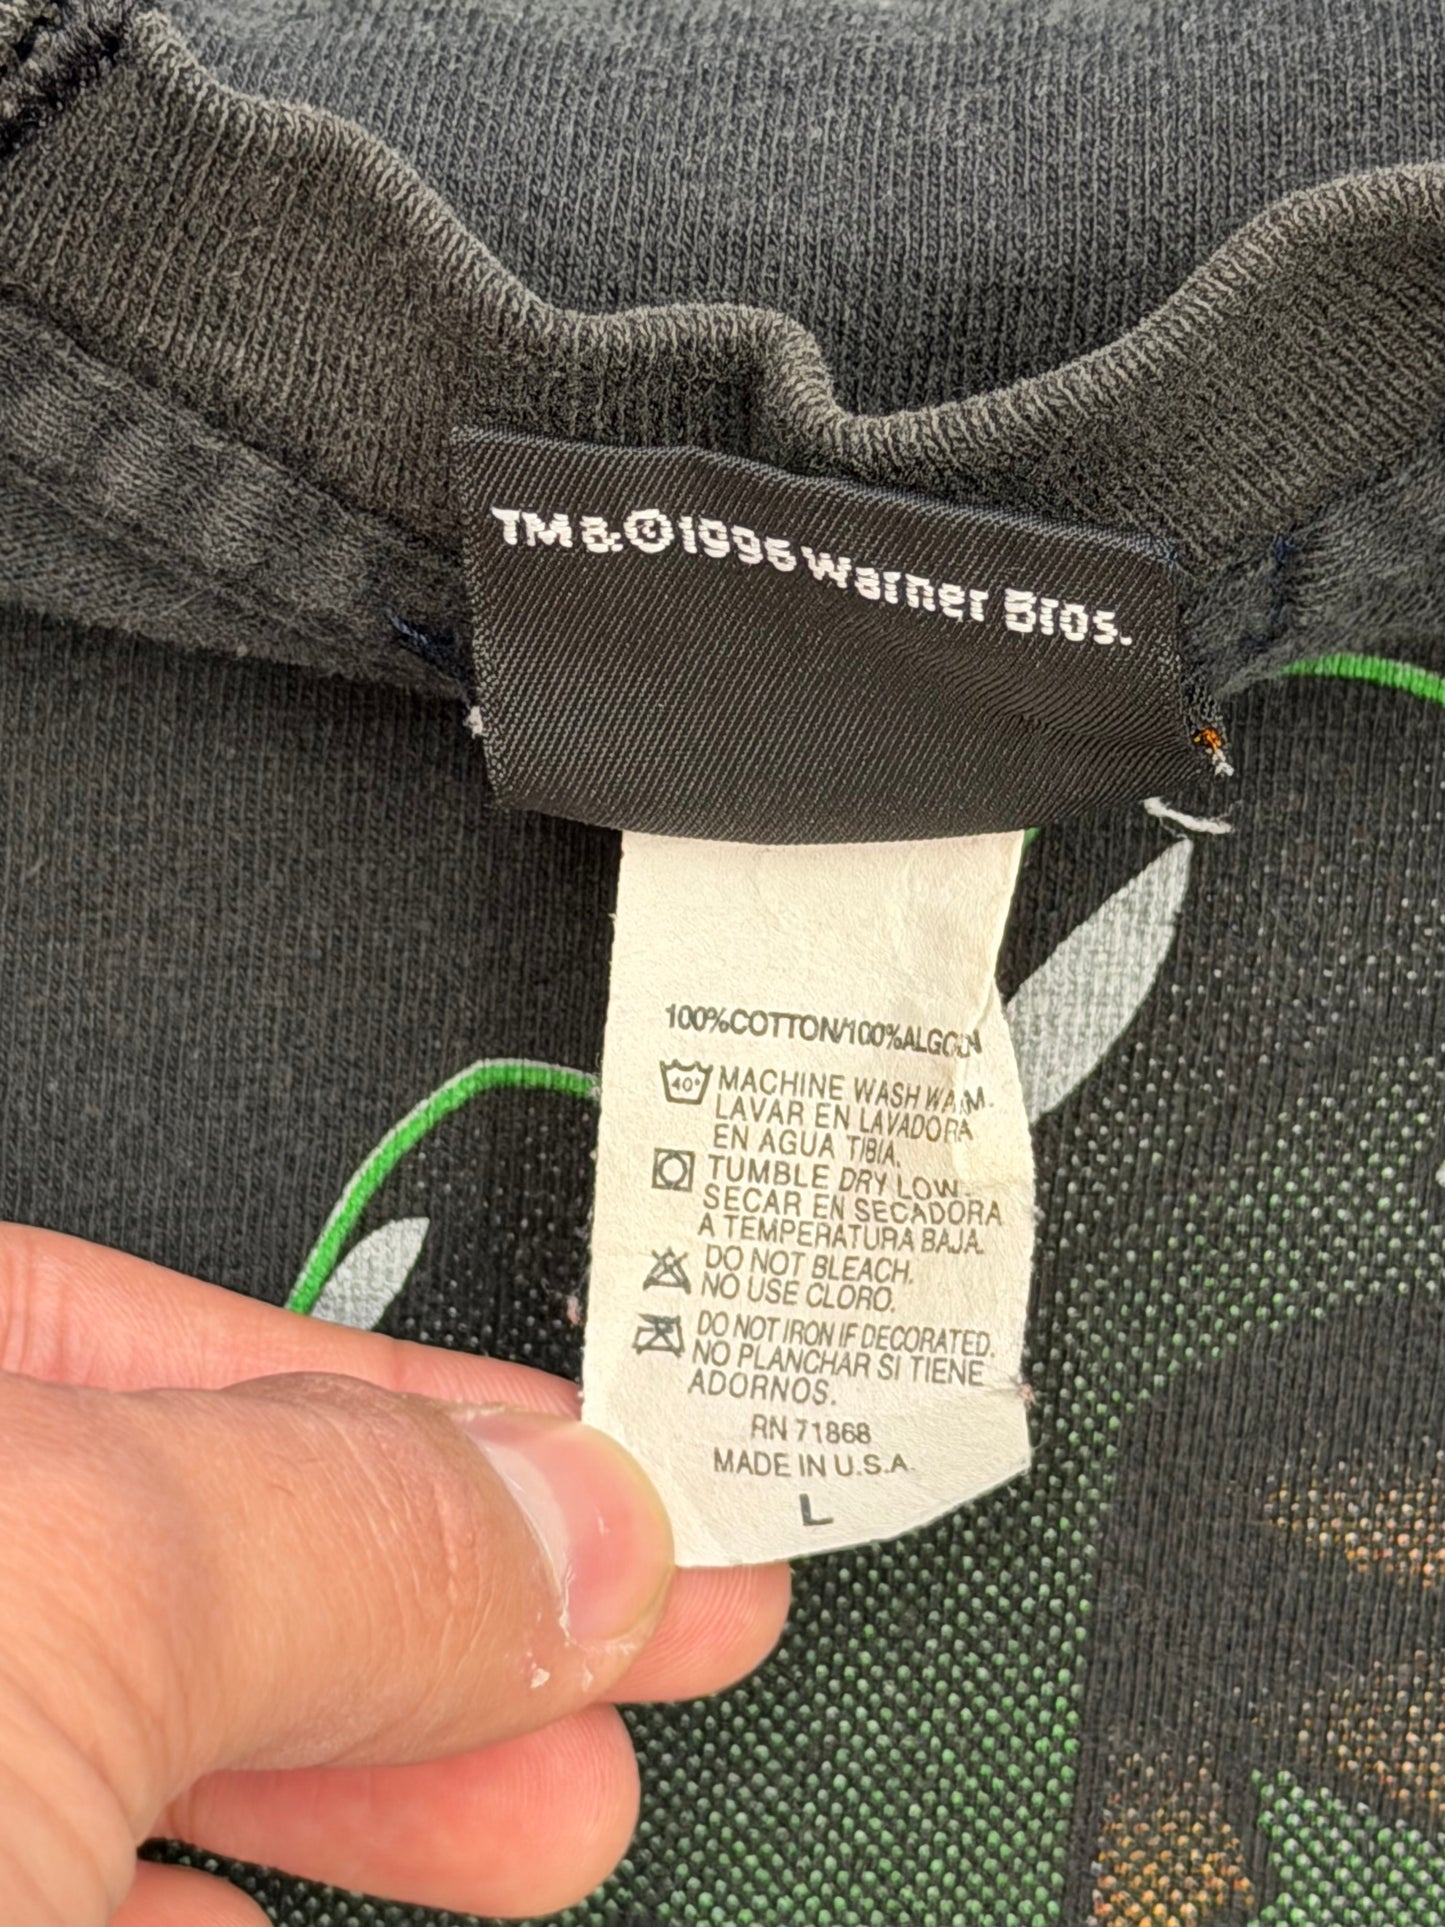 TM & © 1996 Warner Bros.
100%COTTON/100%ALGODON
40° MACHINE WASH WARM.
LAVAR EN LAVADORA
EN AGUA TIBIA.
TUMBLE DRY LOW.
SECAR EN SECADORA
A TEMPERATURA BAJA.
DO NOT BLEACH.
NO USE CLORO.
DO NOT IRON IF DECORATED.
NO PLANCHAR SI TIENE
ADORNOS.
RN 71868
MADE IN U.S.A.
L